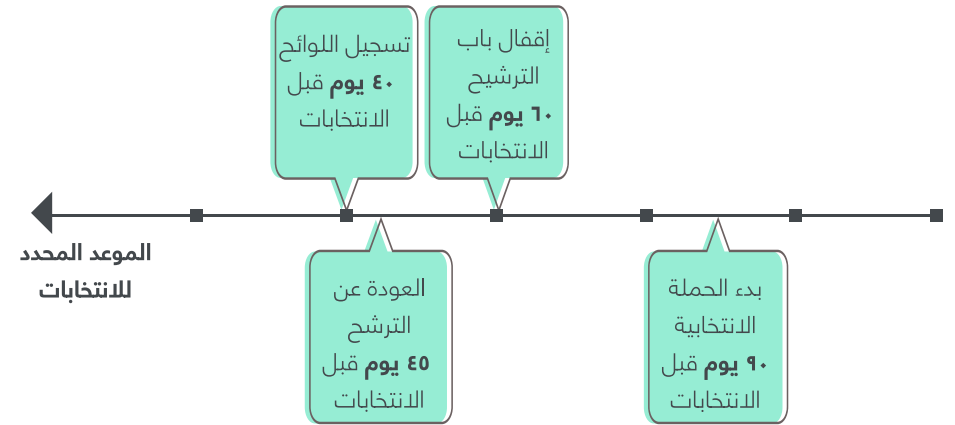 بدء الحملة
الانتخابية
٩٠ يوم قبل
الانتخابات
إقفال باب
الترشيح
٦٠ يوم قبل
الانتخابات
العودة عن
الترشح
٤٥ يوم قبل
الانتخابات
تسجيل اللوائح
٤٠ يوم قبل
الانتخابات
الموعد المحدد
للانتخابات